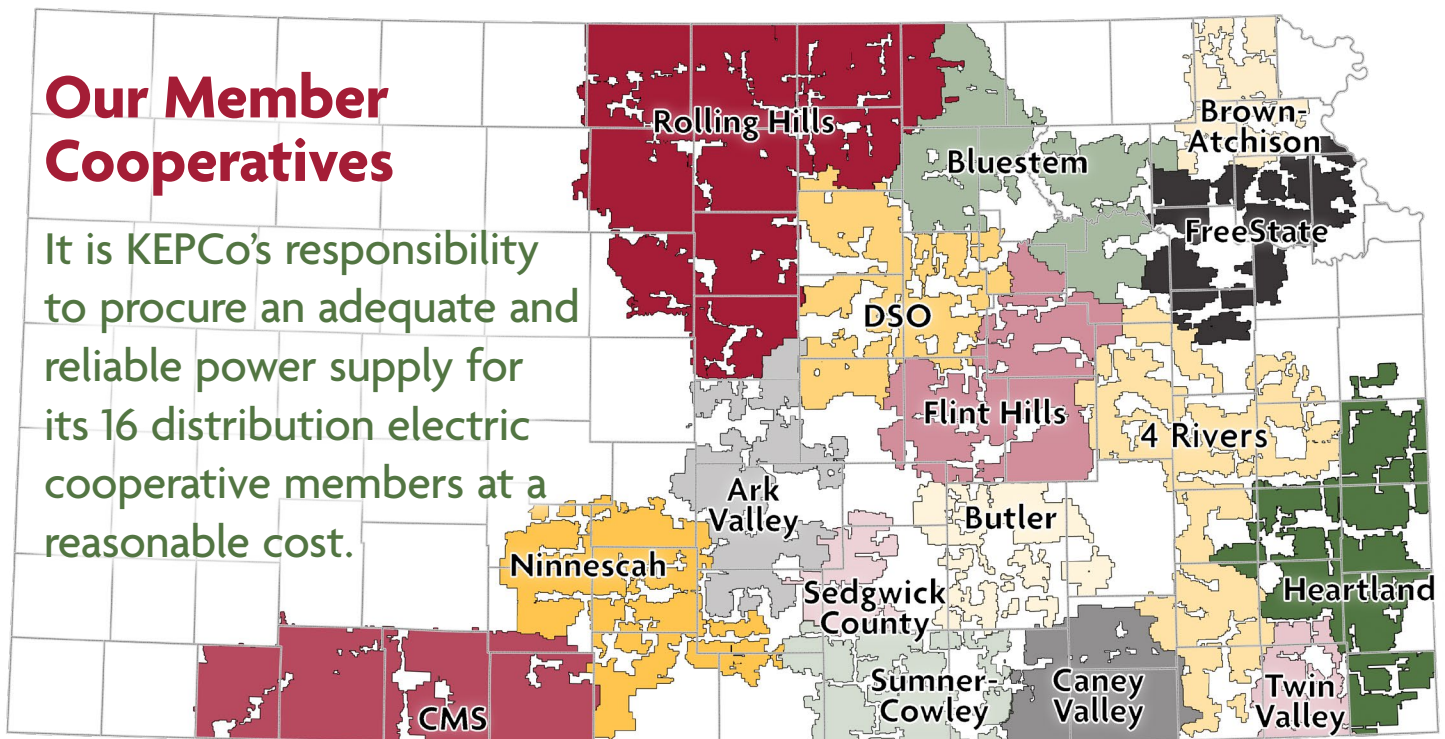 Our Member
Cooperatives
It is KEPCo’s responsibility
to procure an adequate and
reliable power supply for
its 16 distribution electric
cooperative members at a
reasonable cost.
Rolling Hills
Bluestem
Brown-
Atchison
FreeState
DSO
Flint Hills
4 Rivers
Ark
Valley
Butler
Ninnescah
Sedgwick
County
Heartland
CMS
Sumner-
Cowley
Caney
Valley
Twin
Valley